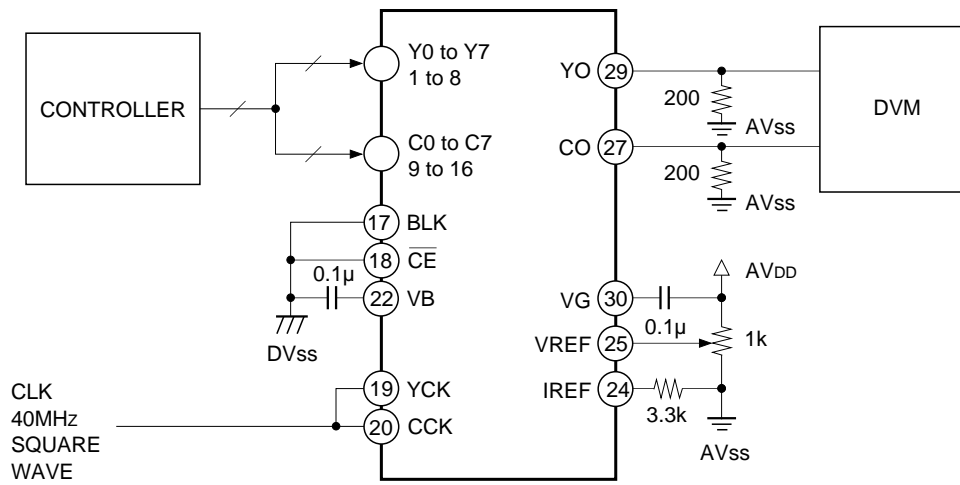 CONTROLLER
Y0 to Y7
1 to 8
C0 to C7
9 to 16
17
BLK
18
CE
0.1µ
22
VB
DVss
19
YCK
20
CCK
CLK
40MHz
SQUARE
WAVE
YO
29
200
AVss
CO
27
200
AVss
DVM
AVDD
VG
30
0.1µ
VREF
25
1k
IREF
24
3.3k
AVss